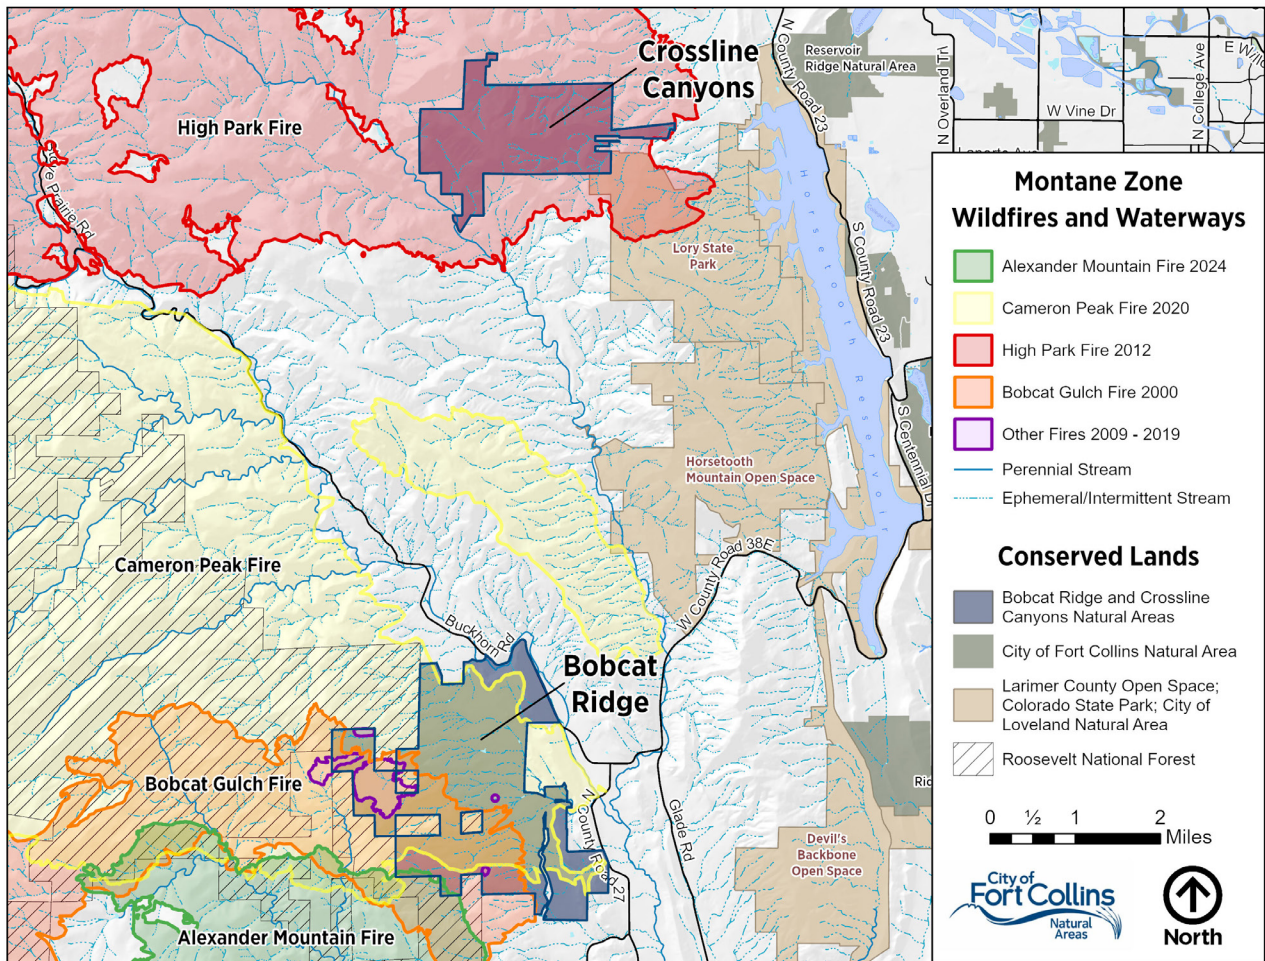 Crossline
Canyons
High Park Fire
Reservoir
Ridge Natural Area
N County Road 23
N Overland Trl
W Vine Dr
N College Ave
Lory State
Park
Horsetooth Reservoir
S County Road 23
S Centennial Dr
Horsetooth
Mountain Open Space
W County Road 38E
Cameron Peak Fire
Buckhorn Rd
Bobcat
Ridge
Bobcat Gulch Fire
N County Road 27
Glade Rd
Devil's
Backbone
Open Space
Alexander Mountain Fire
Montane Zone
Wildfires and Waterways
Alexander Mountain Fire 2024
Cameron Peak Fire 2020
High Park Fire 2012
Bobcat Gulch Fire 2000
Other Fires 2009 - 2019
Perennial Stream
Ephemeral/Intermittent Stream
Conserved Lands
Bobcat Ridge and Crossline
Canyons Natural Areas
City of Fort Collins Natural Area
Larimer County Open Space;
Colorado State Park; City of
Loveland Natural Area
Roosevelt National Forest
0 ½ 1 2
Miles
City of
Fort Collins
Natural
Areas
North